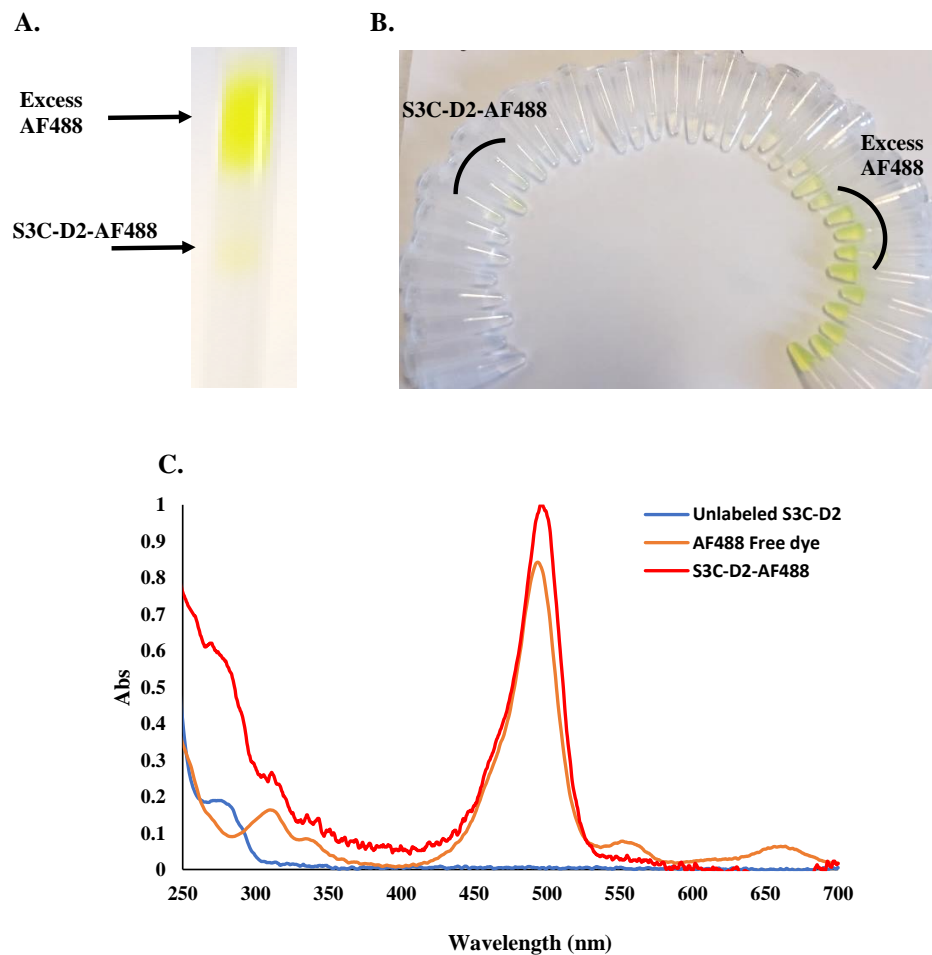 A.
Excess
AF488
S3C-D2-AF488
B.
S3C-D2-AF488
Excess
AF488
C.
1
0.9
0.8
0.7
0.6
0.5
0.4
0.3
0.2
0.1
0
Abs
250
300
350
400
450
500
550
600
650
700
Wavelength (nm)
Unlabeled S3C-D2
AF488 Free dye
S3C-D2-AF488